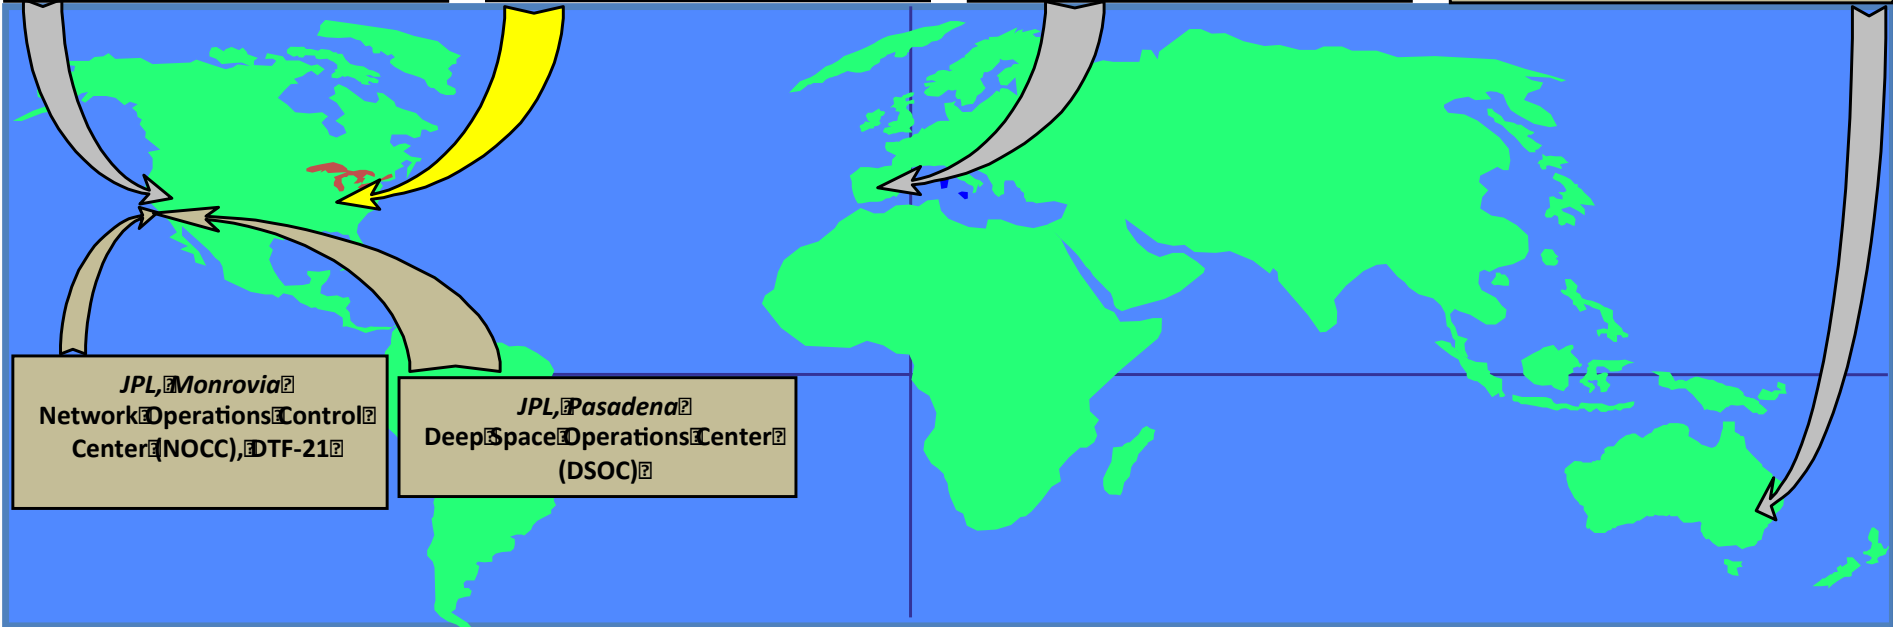 JPL,⍰Monrovia⍰
Network⍰Operations⍰Control⍰
Center⍰(NOCC),⍰DTF-21⍰
JPL,⍰Pasadena⍰
Deep⍰Space⍰Operations⍰Center⍰
(DSOC)⍰